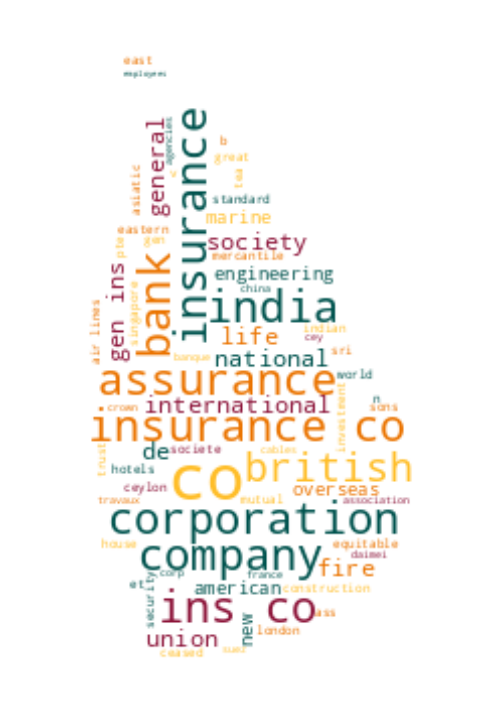 east
employees
insurance
general
agencies
b
great
c
asiatic
tea
standard
marine
eastern
gen
pte
society
mercantile
bank
gen ins
singapore
engineering
china
india
air lines
life
indian
cey
banque
national
sri
assurance
world
investment
n
crown
international
sons
insurance co
de
societe
cables
trust
hotels
co
british
ceylon
overseas
travaux
mutual
association
corporation
house
company
equitable
daimei
fire
corp
france
et
security
american
construction
ins co
ass
new
london
union
ceased
suei